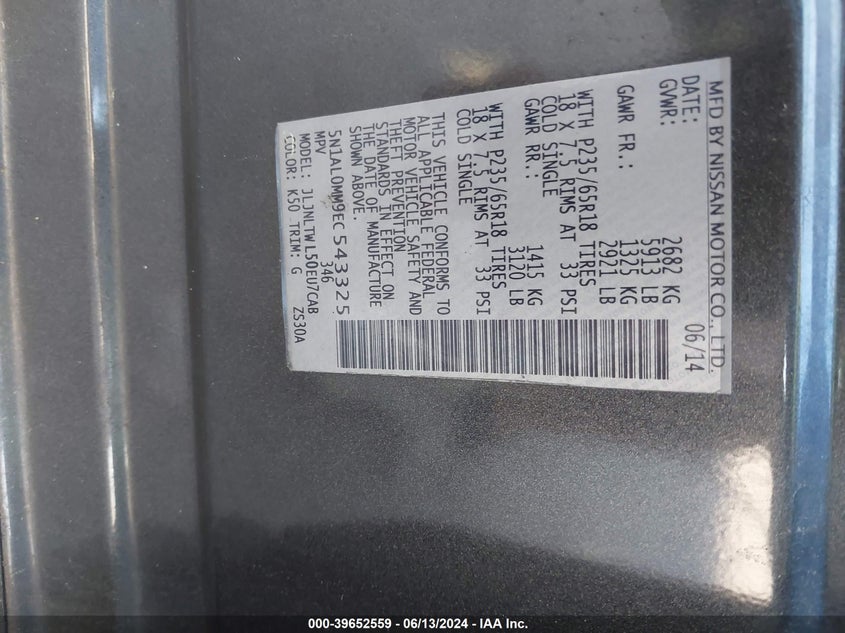 MFD BY NISSAN MOTOR CO., LTD.
DATE: 06/14
GVWR: 2682 KG
5913 LB
GAWR FR.: 1325 KG
2921 LB
WITH P235/65R18 TIRES
18 X 7.5 RIMS AT 33 PSI
COLD SINGLE
GAWR RR.: 1415 KG
3120 LB
WITH P235/65R18 TIRES
18 X 7.5 RIMS AT 33 PSI
COLD SINGLE
THIS VEHICLE CONFORMS TO
ALL APPLICABLE FEDERAL
MOTOR VEHICLE SAFETY AND
THEFT PREVENTION
STANDARDS IN EFFECT ON
THE DATE OF MANUFACTURE
SHOWN ABOVE.
5N1AL0MM9EC543325
MPV 346
MODEL: JLJNLTWL50EU7CAB
COLOR: K50 TRIM: G ZS30A
000-39652559 - 06/13/2024 - IAA Inc.